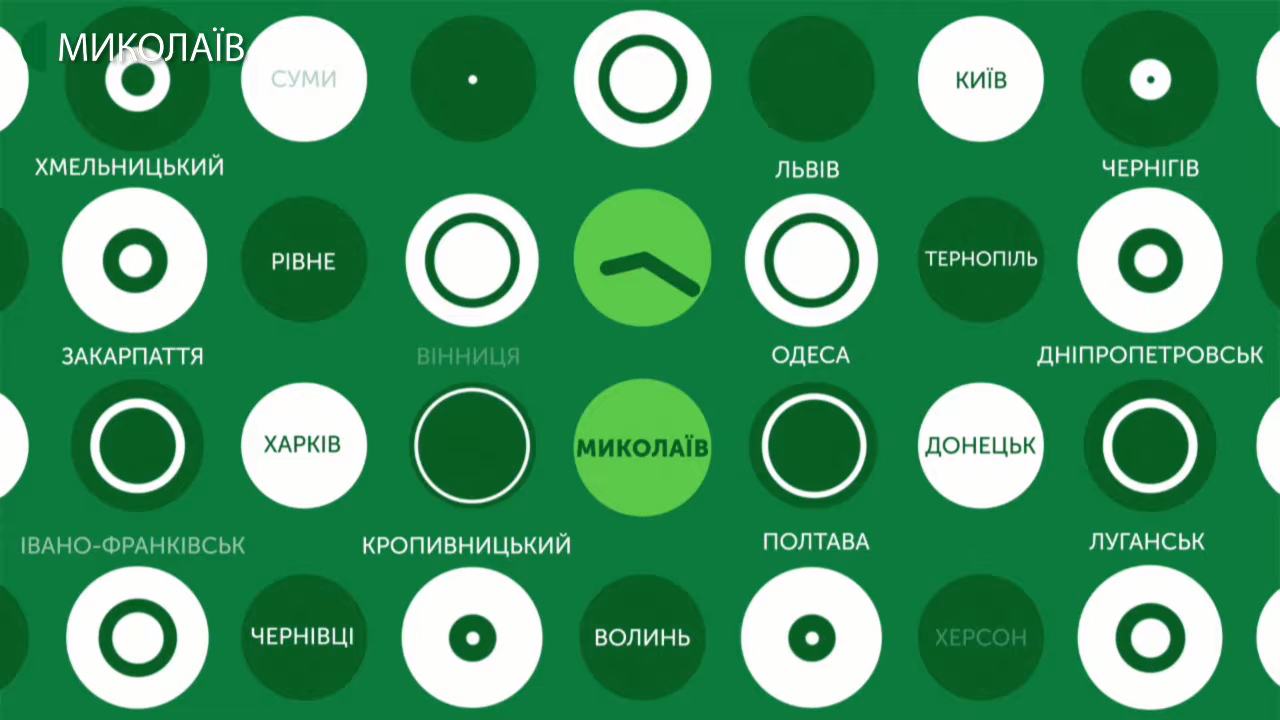 МИКОЛАЇВ
СУМИ
КИЇВ
ХМЕЛЬНИЦЬКИЙ
ЛЬВІВ
ЧЕРНІГІВ
РІВНЕ
ТЕРНОПІЛЬ
ЗАКАРПАТТЯ
ВІННИЦЯ
ОДЕСА
ДНІПРОПЕТРОВСЬК
ХАРКІВ
МИКОЛАЇВ
ДОНЕЦЬК
ІВАНО-ФРАНКІВСЬК
КРОПИВНИЦЬКИЙ
ПОЛТАВА
ЛУГАНСЬК
ЧЕРНІВЦІ
ВОЛИНЬ
ХЕРСОН